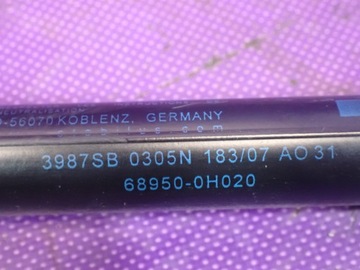 -56070 KOBLENZ, GERMANY
3987SB 0305N 183/07 AO 31
68950-0H020